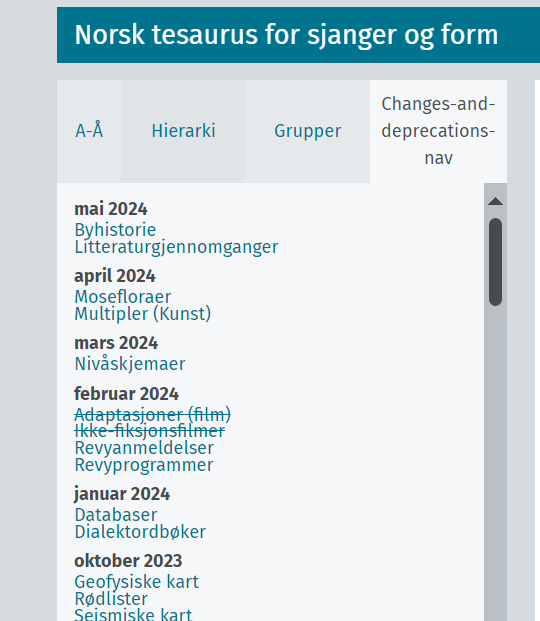 Norsk tesaurus for sjanger og form
A-Å
Hierarki
Grupper
Changes-and-
deprecations-
nav
mai 2024
Byhistorie
Litteraturgjennomganger
april 2024
Mosefloraer
Multipler (Kunst)
mars 2024
Nivåskjemaer
februar 2024
Adaptasjoner (film)
Ikke-fiksjonsfilmer
Revyanmeldelser
Revyprogrammer
januar 2024
Databaser
Dialektordbøker
oktober 2023
Geofysiske kart
Rødlister
Seismiske kart